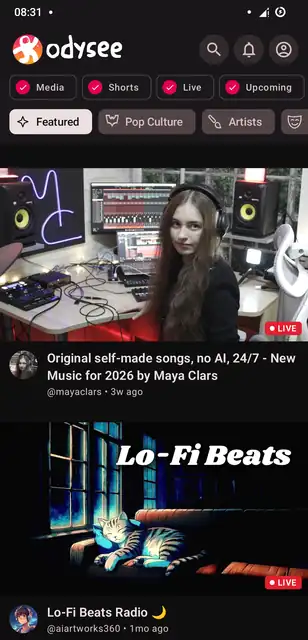 08:31
odysee
Media
Shorts
Live
Upcoming
Featured
Pop Culture
Artists
LIVE
Original self-made songs, no AI, 24/7 - New
Music for 2026 by Maya Clars
@mayaclars • 3w ago
Lo-Fi Beats
LIVE
Lo-Fi Beats Radio 🌙
@aiartworks360 • 1mo ago